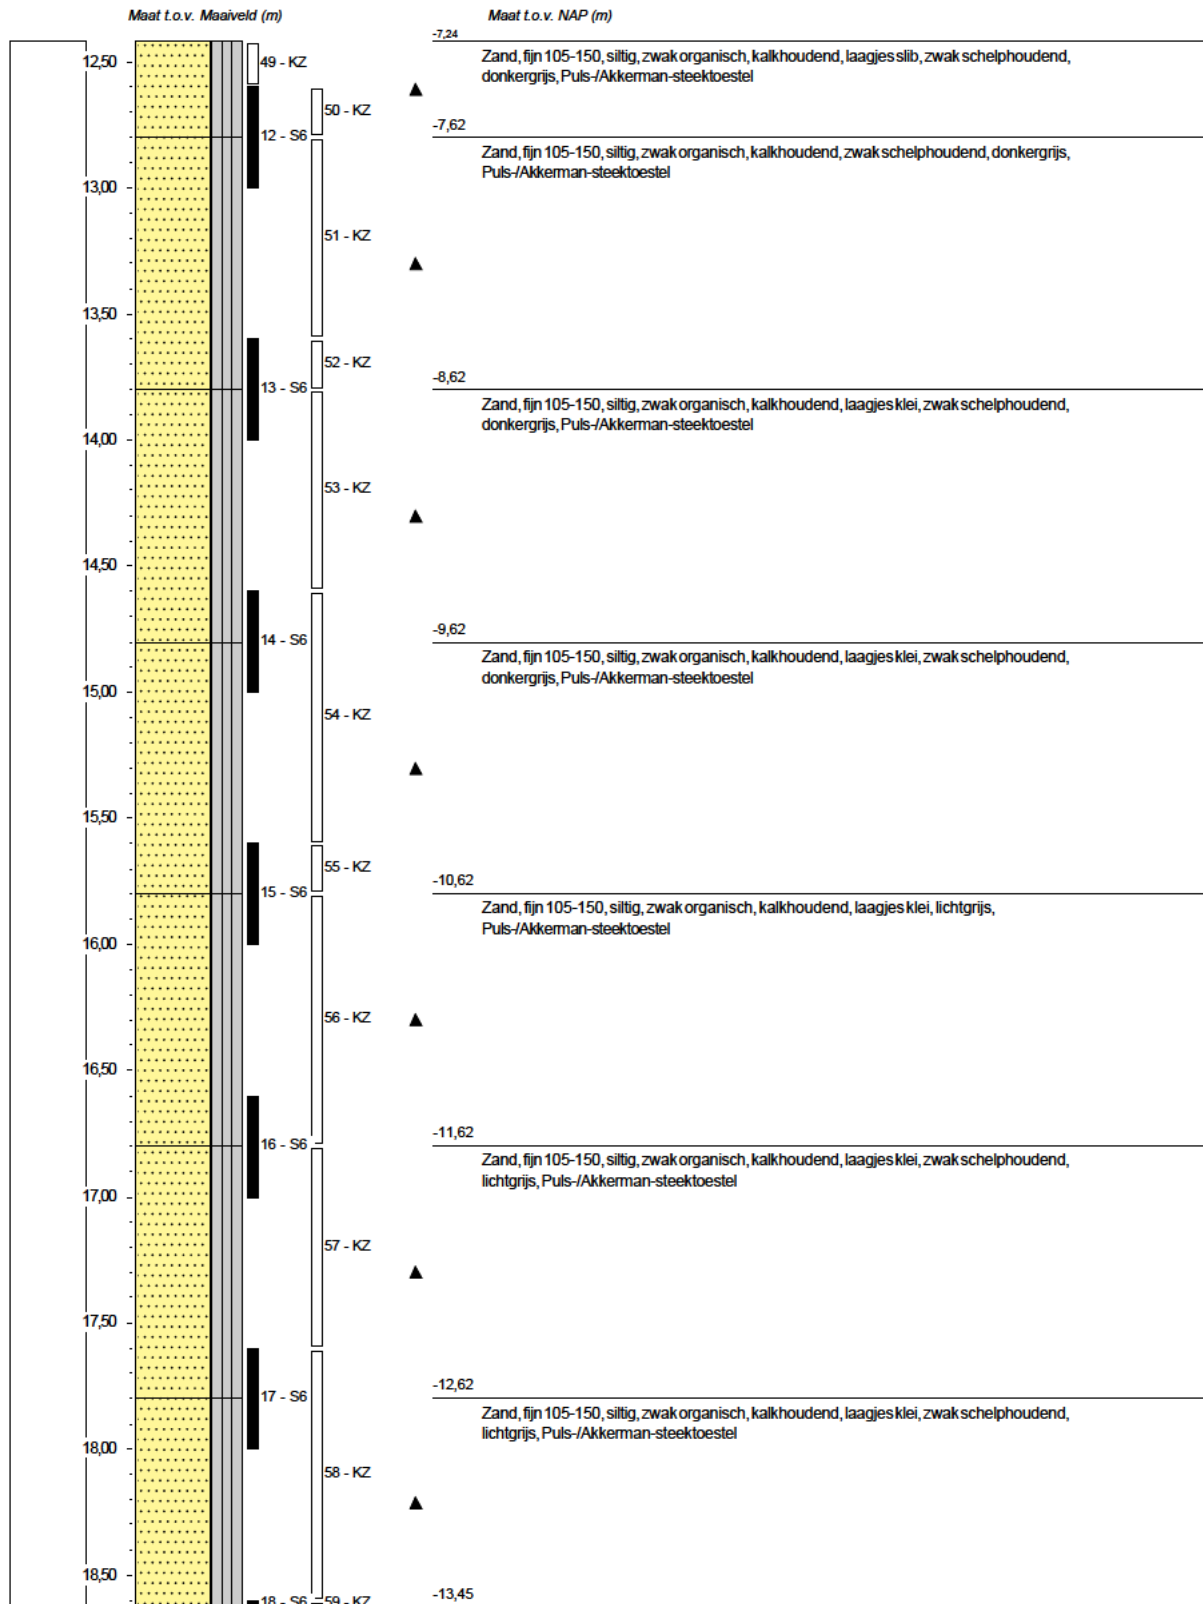 Maat t.o.v. Maaiveld (m)
Maat t.o.v. NAP (m)
-7,24
Zand, fijn 105-150, siltig, zwak organisch, kalkhoudend, laagjes slib, zwak schelphoudend,
donkergrijs, Puls-/Akkerman-steektoestel
12,50
49 - KZ
50 - KZ
12 - S6
-7,62
Zand, fijn 105-150, siltig, zwak organisch, kalkhoudend, zwak schelphoudend, donkergrijs,
Puls-/Akkerman-steektoestel
13,00
51 - KZ
13,50
52 - KZ
13 - S6
-8,62
Zand, fijn 105-150, siltig, zwak organisch, kalkhoudend, laagjes klei, zwak schelphoudend,
donkergrijs, Puls-/Akkerman-steektoestel
14,00
53 - KZ
14,50
14 - S6
-9,62
Zand, fijn 105-150, siltig, zwak organisch, kalkhoudend, laagjes klei, zwak schelphoudend,
donkergrijs, Puls-/Akkerman-steektoestel
15,00
54 - KZ
15,50
55 - KZ
15 - S6
-10,62
Zand, fijn 105-150, siltig, zwak organisch, kalkhoudend, laagjes klei, lichtgrijs,
Puls-/Akkerman-steektoestel
16,00
56 - KZ
16,50
16 - S6
-11,62
Zand, fijn 105-150, siltig, zwak organisch, kalkhoudend, laagjes klei, zwak schelphoudend,
lichtgrijs, Puls-/Akkerman-steektoestel
17,00
57 - KZ
17,50
17 - S6
-12,62
Zand, fijn 105-150, siltig, zwak organisch, kalkhoudend, laagjes klei, zwak schelphoudend,
lichtgrijs, Puls-/Akkerman-steektoestel
18,00
58 - KZ
18,50
18 - S6
59 - KZ
-13,45